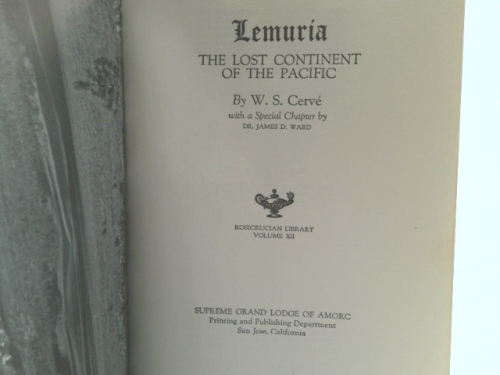 Lemuria
THE LOST CONTINENT
OF THE PACIFIC
By W. S. Cervé
with a Special Chapter by
DR. JAMES D. WARD
ROSICRUCIAN LIBRARY
VOLUME XII
SUPREME GRAND LODGE OF AMORC
Printing and Publishing Department
San Jose, California